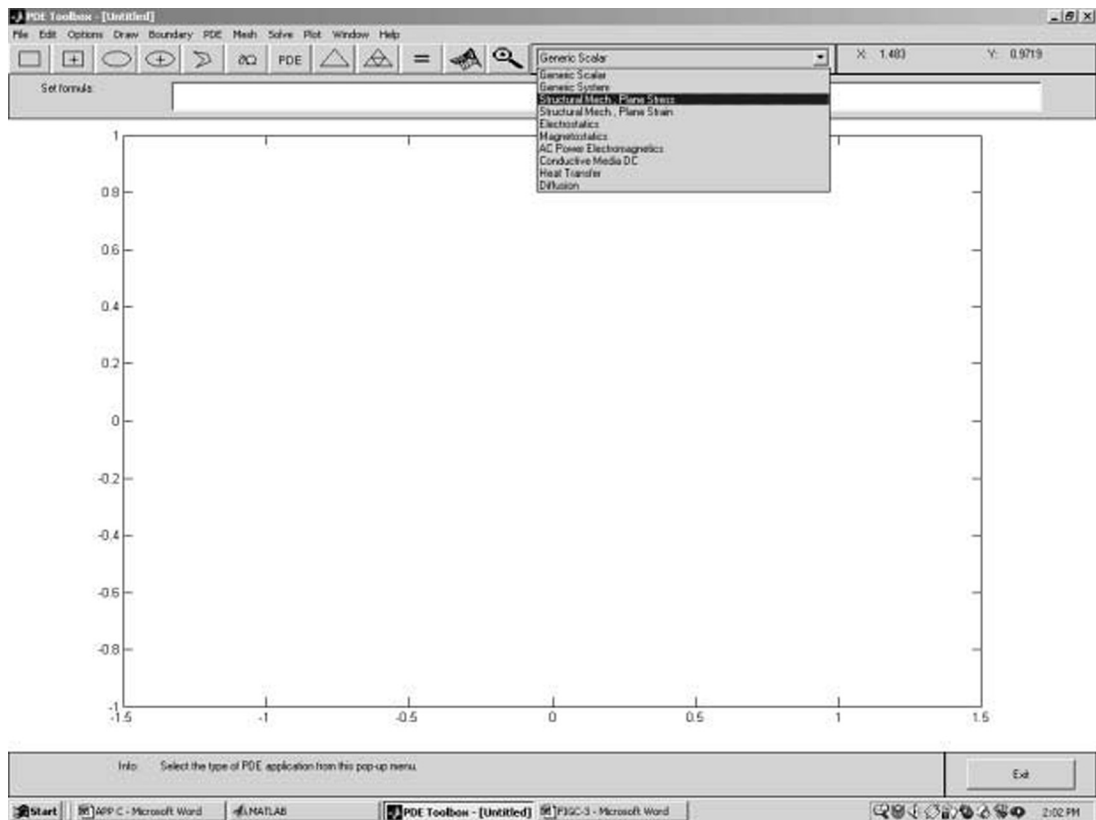 PDE Toolbox - [Untitled]
File Edit Options Draw Boundary PDE Mesh Solve Plot Window Help
∂Ω PDE = Generic Scalar X: 1.483 Y: 0.9719
Set formula:
Generic Scalar
Generic System
Structural Mech., Plane Stress
Structural Mech., Plane Strain
Electrostatics
Magnetostatics
AC Power Electromagnetics
Conductive Media DC
Heat Transfer
Diffusion
1
0.8
0.6
0.4
0.2
0
-0.2
-0.4
-0.6
-0.8
-1
-1.5 -1 -0.5 0 0.5 1 1.5
Info: Select the type of PDE application from this pop-up menu.
Exit
Start APP C - Microsoft Word MATLAB PDE Toolbox - [Untitled] FIGC-3 - Microsoft Word 2:02 PM